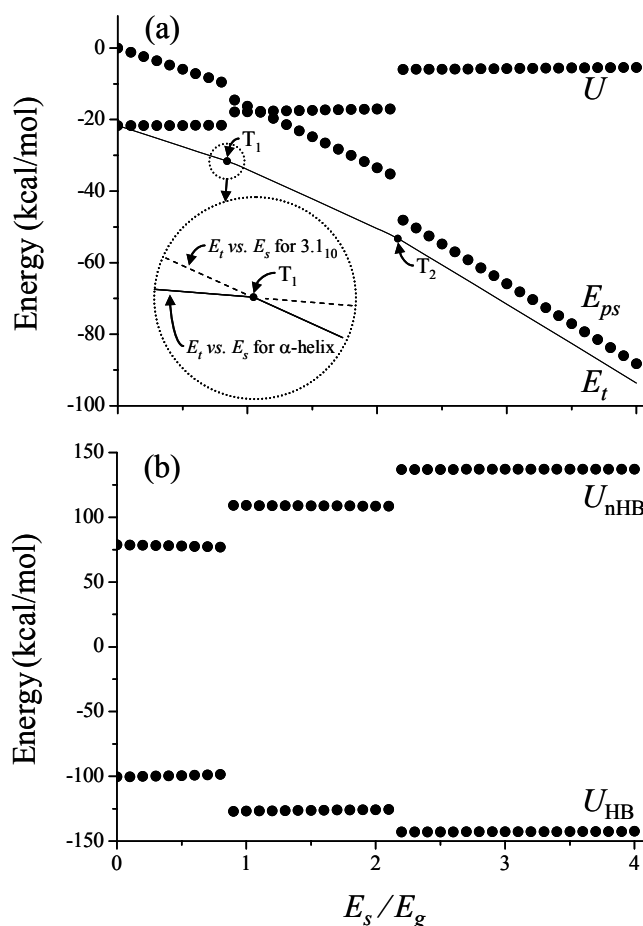 (a)
0
-20
-40
-60
-80
-100
Energy (kcal/mol)
U
T1
Et vs. Es for 3.110
T1
Et vs. Es for α-helix
T2
Eps
Et
(b)
150
100
50
0
-50
-100
-150
Energy (kcal/mol)
UnHB
UHB
0 1 2 3 4
Es / Eg